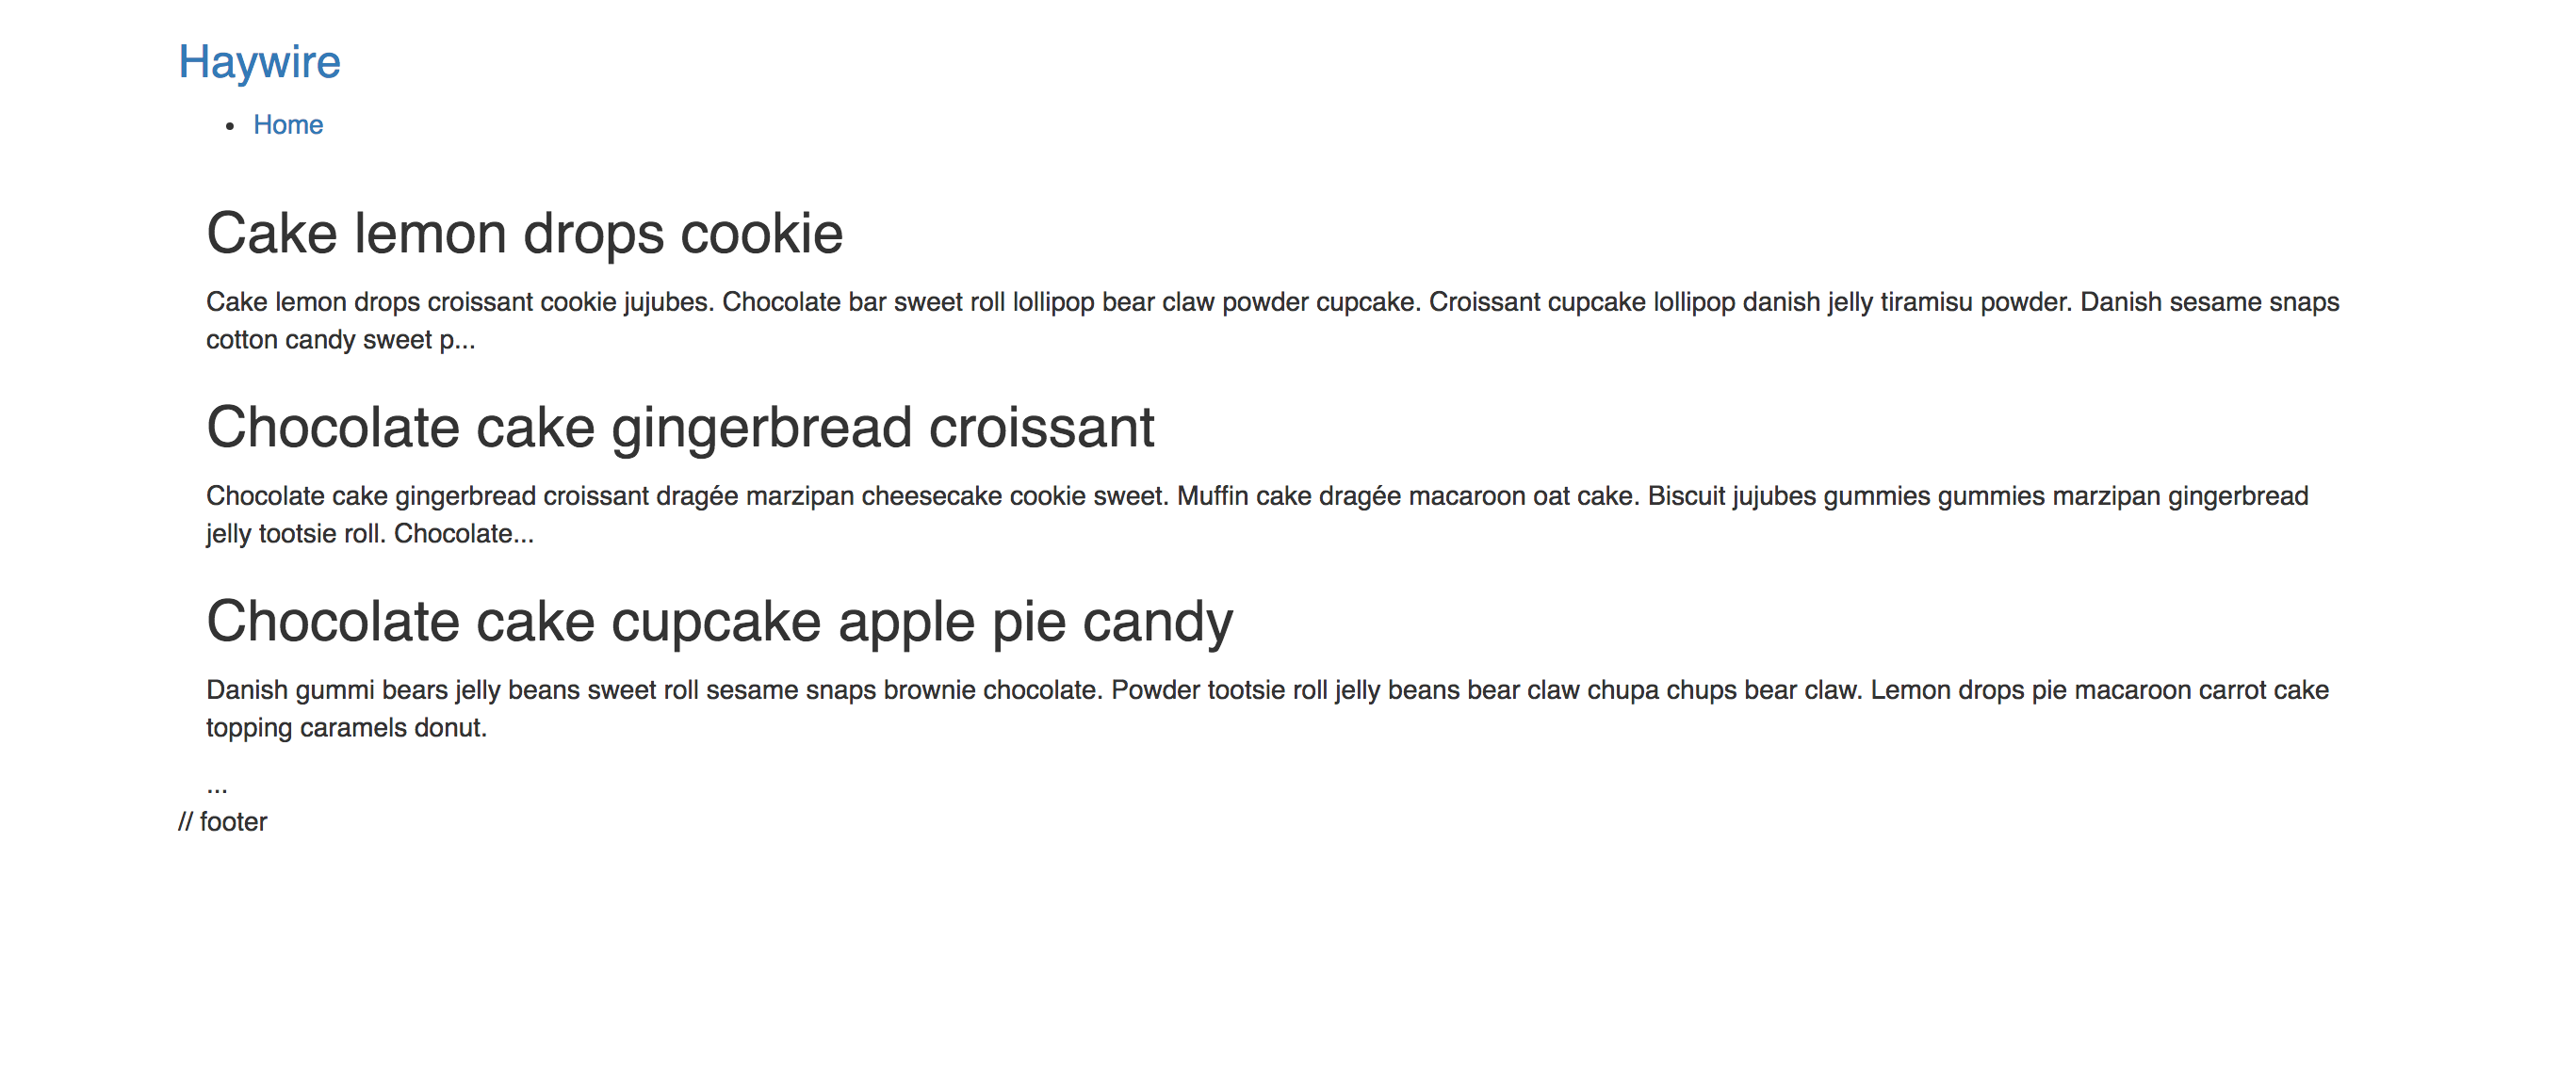 Haywire
• Home
Cake lemon drops cookie
Cake lemon drops croissant cookie jujubes. Chocolate bar sweet roll lollipop bear claw powder cupcake. Croissant cupcake lollipop danish jelly tiramisu powder. Danish sesame snaps
cotton candy sweet p...
Chocolate cake gingerbread croissant
Chocolate cake gingerbread croissant dragée marzipan cheesecake cookie sweet. Muffin cake dragée macaroon oat cake. Biscuit jujubes gummies gummies marzipan gingerbread
jelly tootsie roll. Chocolate...
Chocolate cake cupcake apple pie candy
Danish gummi bears jelly beans sweet roll sesame snaps brownie chocolate. Powder tootsie roll jelly beans bear claw chupa chups bear claw. Lemon drops pie macaroon carrot cake
topping caramels donut.
...
// footer